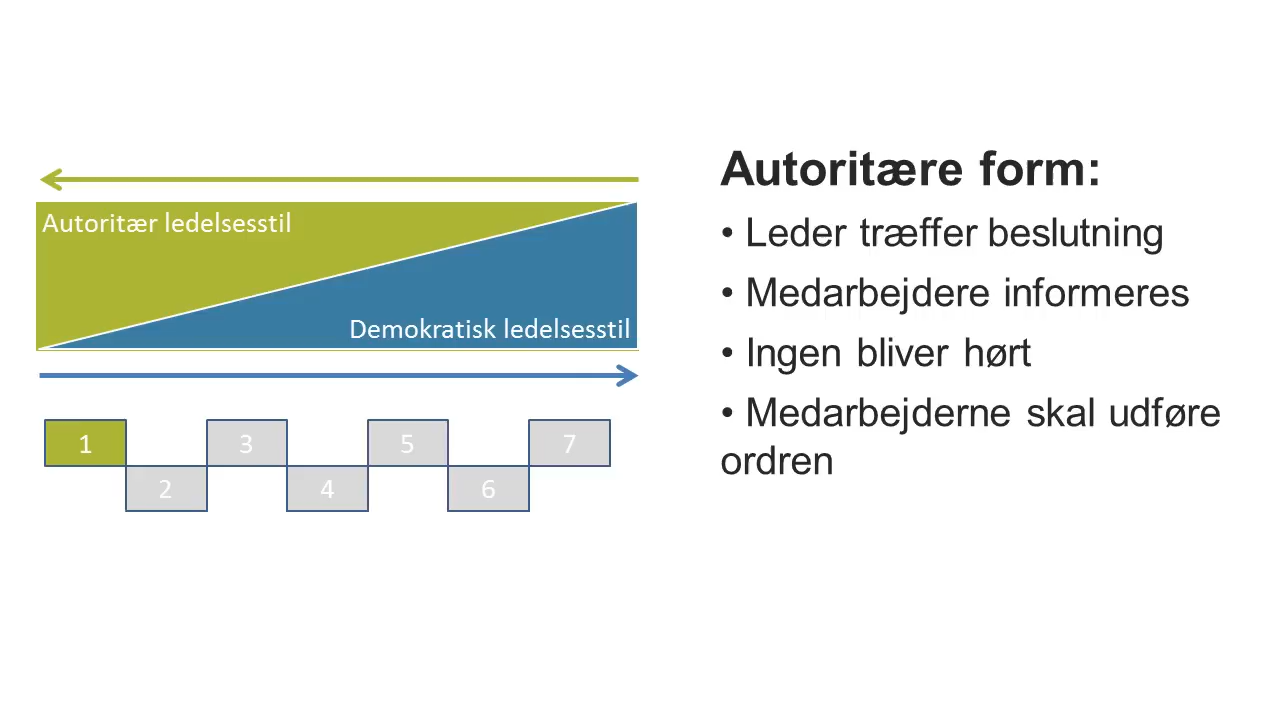 Autoritær ledelsesstil
Demokratisk ledelsesstil
1
2
3
4
5
6
7
Autoritære form:
• Leder træffer beslutning
• Medarbejdere informeres
• Ingen bliver hørt
• Medarbejderne skal udføre
ordren